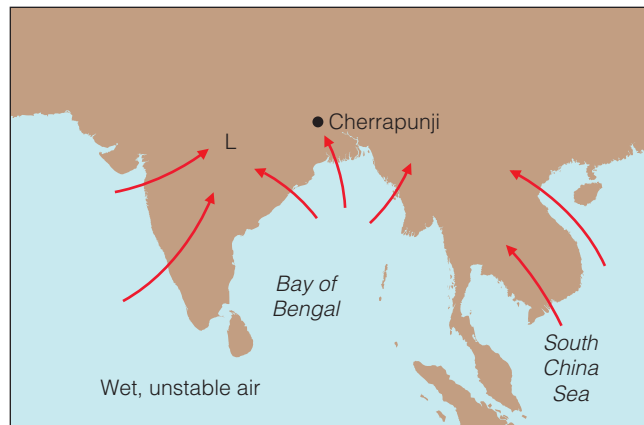 Cherrapunji
L
Bay of
Bengal
South
China
Sea
Wet, unstable air